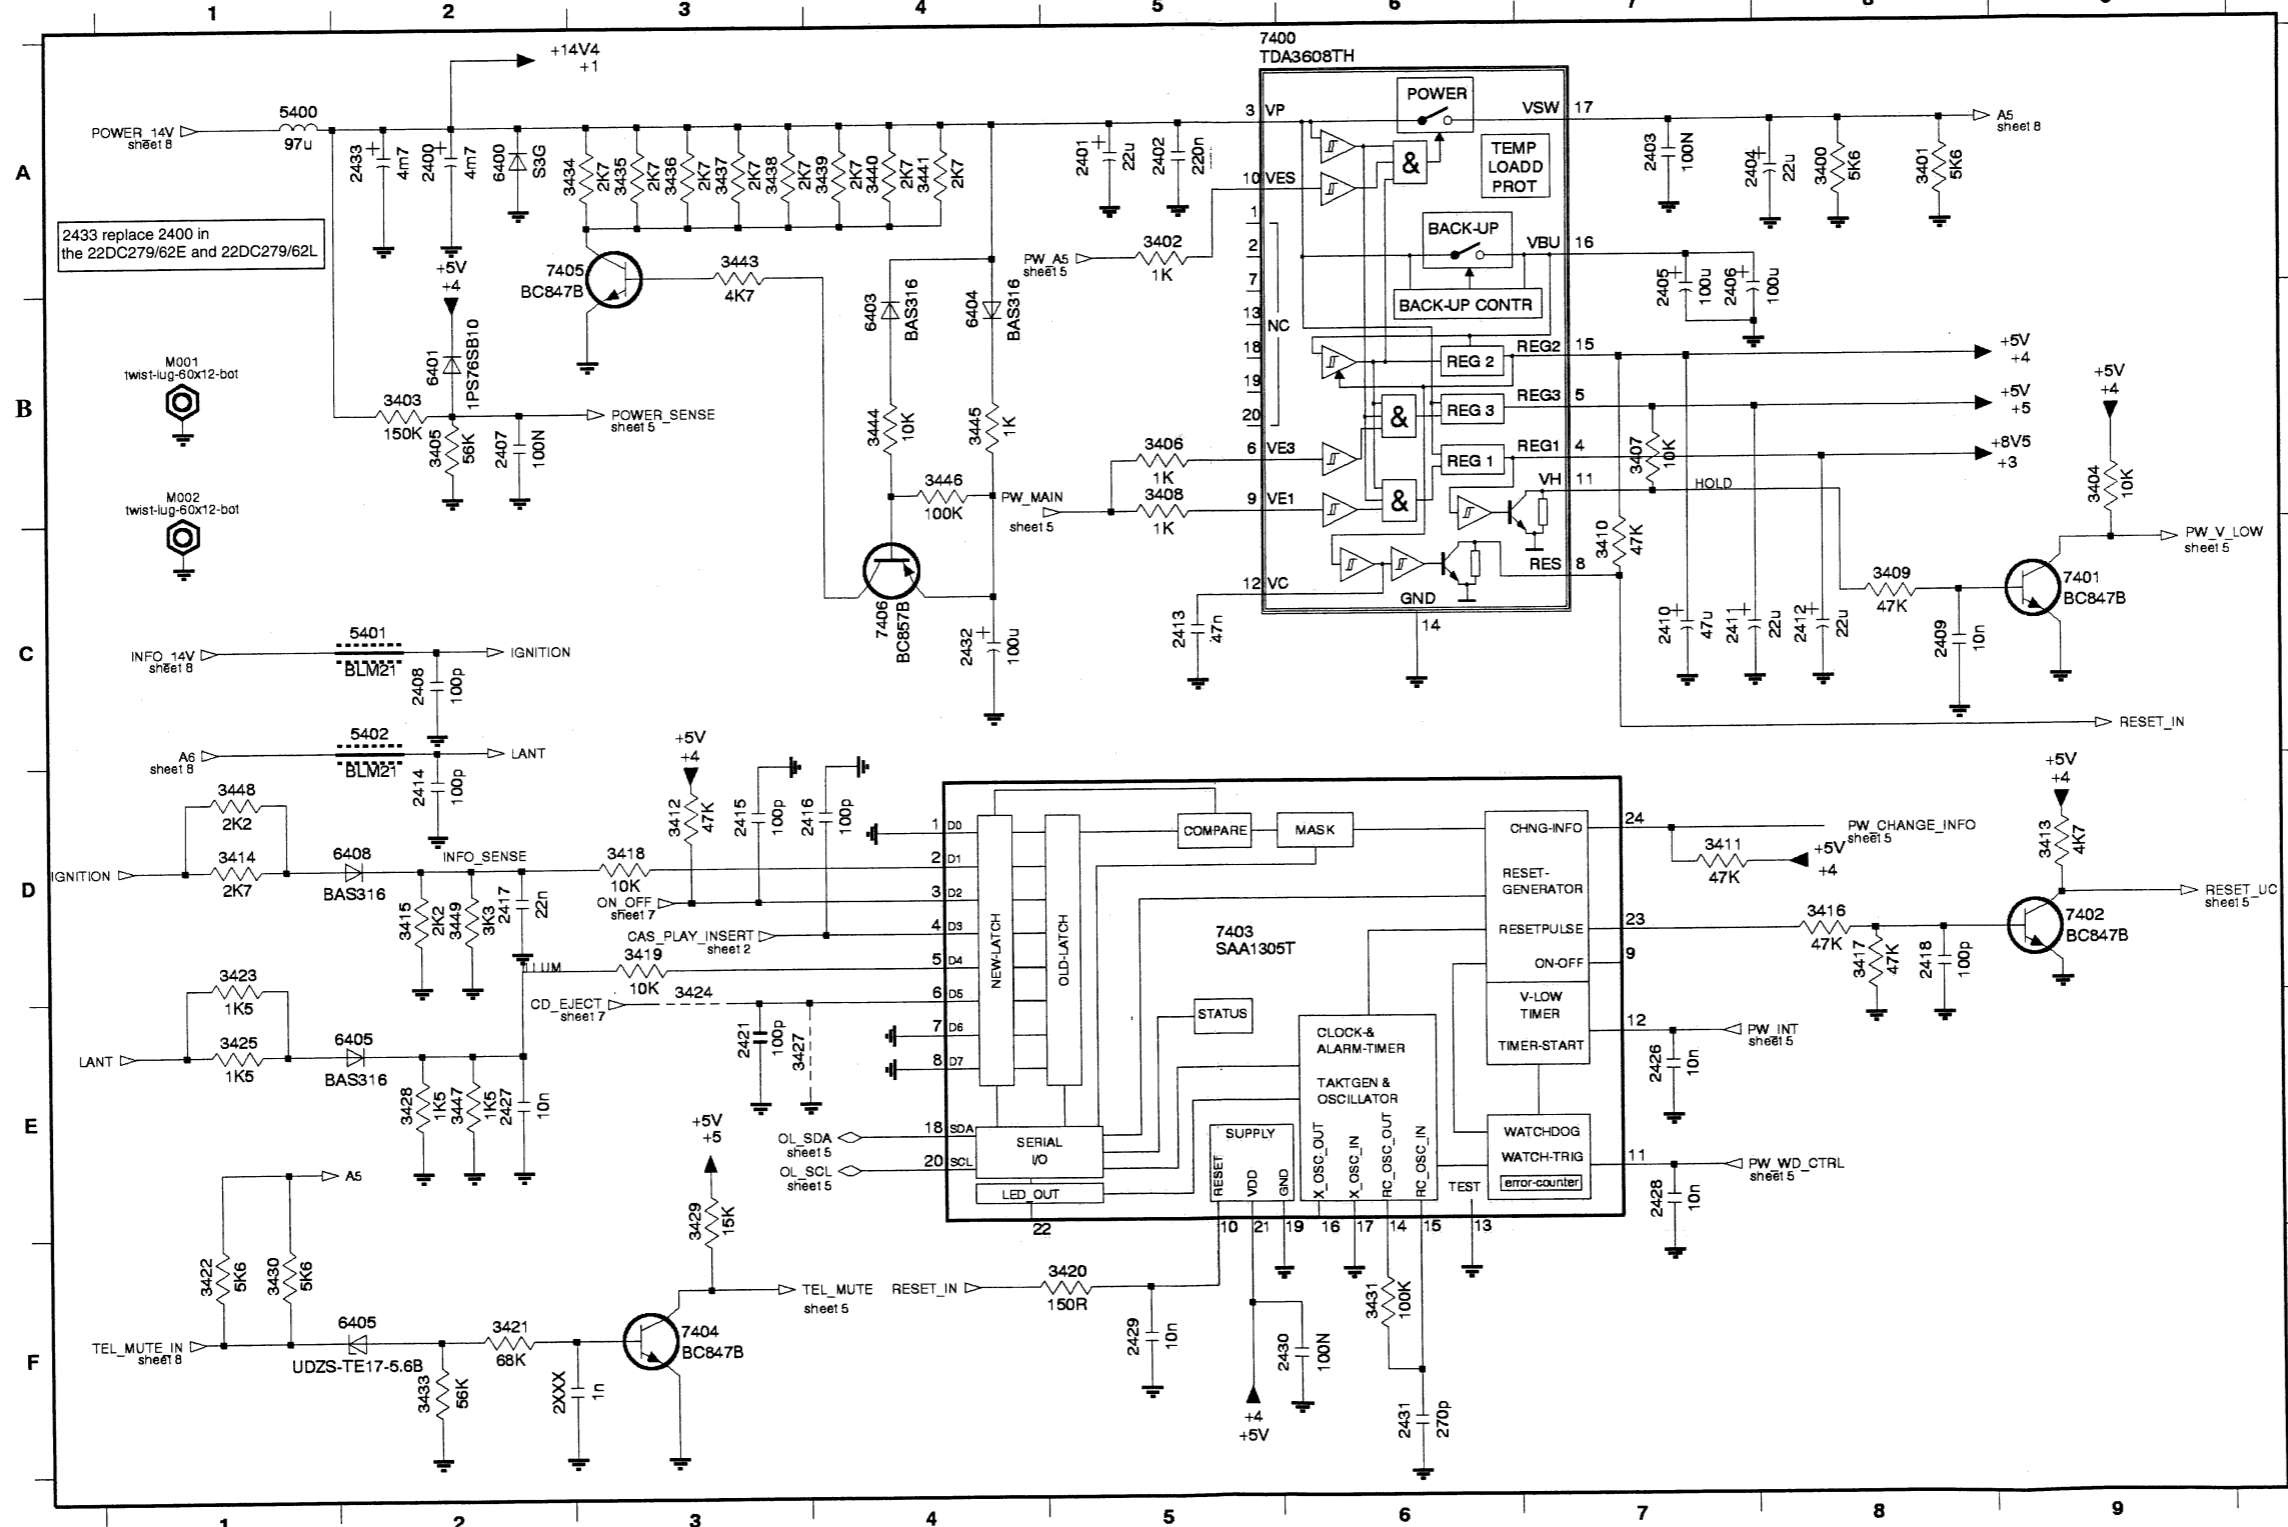 1 2 3 4 5 6 7 8 9
A
B
C
D
E
F
+14V4
+1
POWER_14V
sheet 8
5400
97u
2433
4m7
2400
4m7
6400
S3G
3434
2K7
3435
2K7
3436
2K7
3437
2K7
3438
2K7
3439
2K7
3440
2K7
3441
2K7
2401
22u
2402
220n
7400
TDA3608TH
3 VP
10 VES
1
2
7
13
NC
18
19
20
6 VE3
9 VE1
12 VC
POWER
&
TEMP
LOADD
PROT
BACK-UP
BACK-UP CONTR
REG 2
&
REG 3
REG 1
&
GND
14
VSW 17
VBU 16
REG2 15
REG3 5
REG1 4
VH 11
RES 8
2403
100N
2404
22u
3400
5K6
3401
5K6
A5
sheet 8
2433 replace 2400 in
the 22DC279/62E and 22DC279/62L
+5V
+4
6401
1PS76SB10
7405
BC847B
3443
4K7
6403
BAS316
6404
BAS316
PW_A5
sheet 5
3402
1K
2405
100u
2406
100u
M001
twist-lug-60x12-bot
3403
150K
3405
56K
2407
100N
POWER_SENSE
sheet 5
3444
10K
3445
1K
3446
100K
PW_MAIN
sheet 5
3406
1K
3408
1K
+5V
+4
+5V
+5
+8V5
+3
3407
10K
HOLD
3410
47K
+5V
+4
3404
10K
PW_V_LOW
sheet 5
M002
twist-lug-60x12-bot
7406
BC857B
2432
100u
2413
47n
2410
47u
2411
22u
2412
22u
3409
47K
2409
10n
7401
BC847B
RESET_IN
INFO_14V
sheet 8
5401
BLM21
2408
100p
IGNITION
A6
sheet 8
5402
BLM21
2414
100p
LANT
3448
2K2
IGNITION
3414
2K7
6408
BAS316
INFO_SENSE
3415
2K2
3449
3K3
2417
22n
+5V
+4
3412
47K
2415
100p
2416
100p
3418
10K
ON_OFF
sheet 7
CAS_PLAY_INSERT
sheet 2
3419
10K
CD_EJECT
sheet 7
3424
2421
100p
3427
3423
1K5
LANT
3425
1K5
6405
BAS316
3428
1K5
3447
1K5
2427
10n
1 D0
2 D1
3 D2
4 D3
5 D4
6 D5
7 D6
8 D7
18 SDA
20 SCL
NEW-LATCH
OLD-LATCH
COMPARE
MASK
7403
SAA1305T
STATUS
SERIAL
I/O
LED_OUT
22
SUPPLY
RESET
VDD
GND
CLOCK-&
ALARM-TIMER
TAKTGEN &
OSCILLATOR
X_OSC_OUT
X_OSC_IN
RC_OSC_OUT
RC_OSC_IN
TEST
10 21 19 16 17 14 15 13
CHNG-INFO
RESET-
GENERATOR
RESETPULSE
ON-OFF
V-LOW
TIMER
TIMER-START
WATCHDOG
WATCH-TRIG
error-counter
24
23
9
12
11
PW_CHANGE_INFO
sheet 5
3411
47K
+5V
+4
+5V
+4
3413
4K7
RESET_UC
sheet 5
3416
47K
3417
47K
2418
100p
7402
BC847B
PW_INT
sheet 5
2426
10n
PW_WD_CTRL
sheet 5
2428
10n
OL_SDA
sheet 5
OL_SCL
sheet 5
A5
3422
5K6
3430
5K6
TEL_MUTE_IN
sheet 8
6405
UDZS-TE17-5.6B
3433
56K
3421
68K
2XXX
1n
+5V
+5
3429
15K
7404
BC847B
TEL_MUTE
sheet 5
RESET_IN
3420
150R
2429
10n
2430
100N
+4
+5V
3431
100K
2431
270p
1 2 3 4 5 6 7 8 9